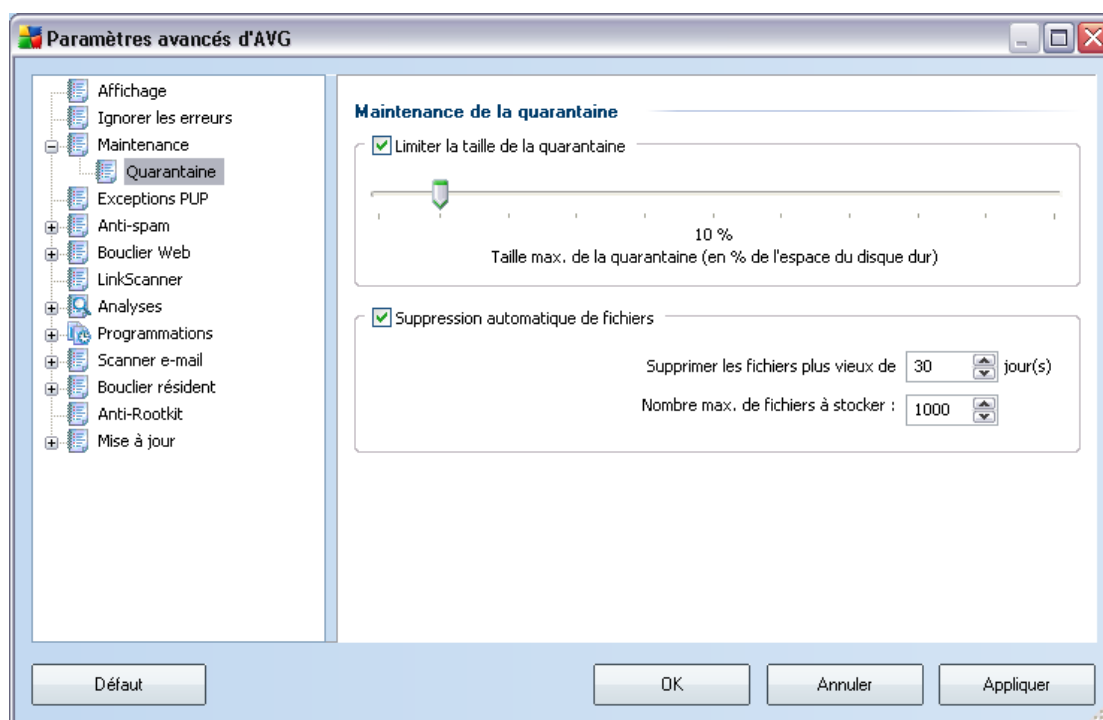 Paramètres avancés d'AVG
Affichage
Ignorer les erreurs
Maintenance
Quarantaine
Exceptions PUP
Anti-spam
Bouclier Web
LinkScanner
Analyses
Programmations
Scanner e-mail
Bouclier résident
Anti-Rootkit
Mise à jour
Maintenance de la quarantaine
Limiter la taille de la quarantaine
10 %
Taille max. de la quarantaine (en % de l'espace du disque dur)
Suppression automatique de fichiers
Supprimer les fichiers plus vieux de 30 jour(s)
Nombre max. de fichiers à stocker : 1000
Défaut
OK
Annuler
Appliquer